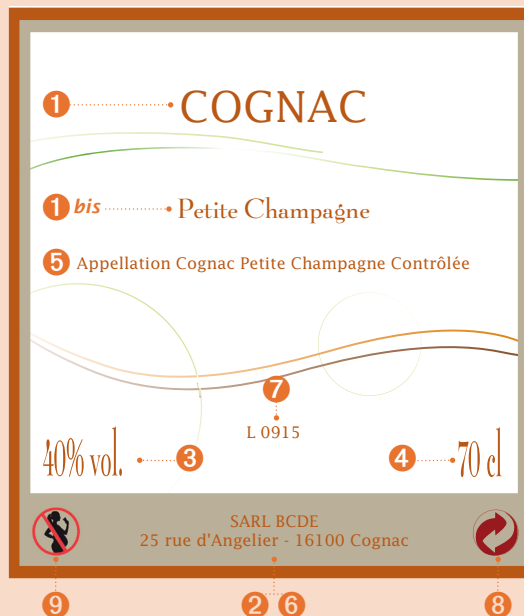 1 COGNAC
1 bis Petite Champagne
5 Appellation Cognac Petite Champagne Contrôlée
7
L 0915
40% vol. 3 4 70 cl
SARL BCDE
25 rue d'Angelier - 16100 Cognac
9 2 6 8